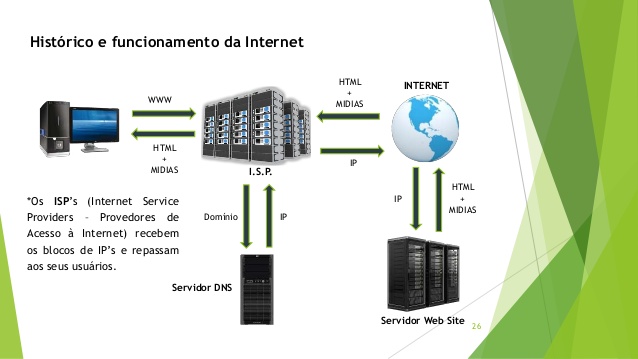 Histórico e funcionamento da Internet
WWW
HTML
+
MIDIAS
I.S.P.
HTML
+
MIDIAS
IP
INTERNET
*Os ISP’s (Internet Service
Providers – Provedores de
Acesso à Internet) recebem
os blocos de IP’s e repassam
aos seus usuários.
Domínio
IP
IP
HTML
+
MIDIAS
Servidor DNS
Servidor Web Site
26